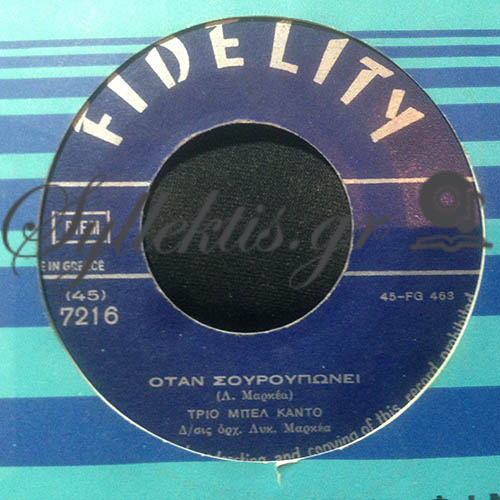 FIDELITY
Syllektis.gr
E IN GREECE
(45)
7216
45-FG 463
ΟΤΑΝ ΣΟΥΡΟΥΠΩΝΕΙ
(Λ. Μαρκέα)
ΤΡΙΟ ΜΠΕΛ ΚΑΝΤΟ
Δ/σις ὀρχ. Λυκ. Μαρκέα
and copying of this record prohibited